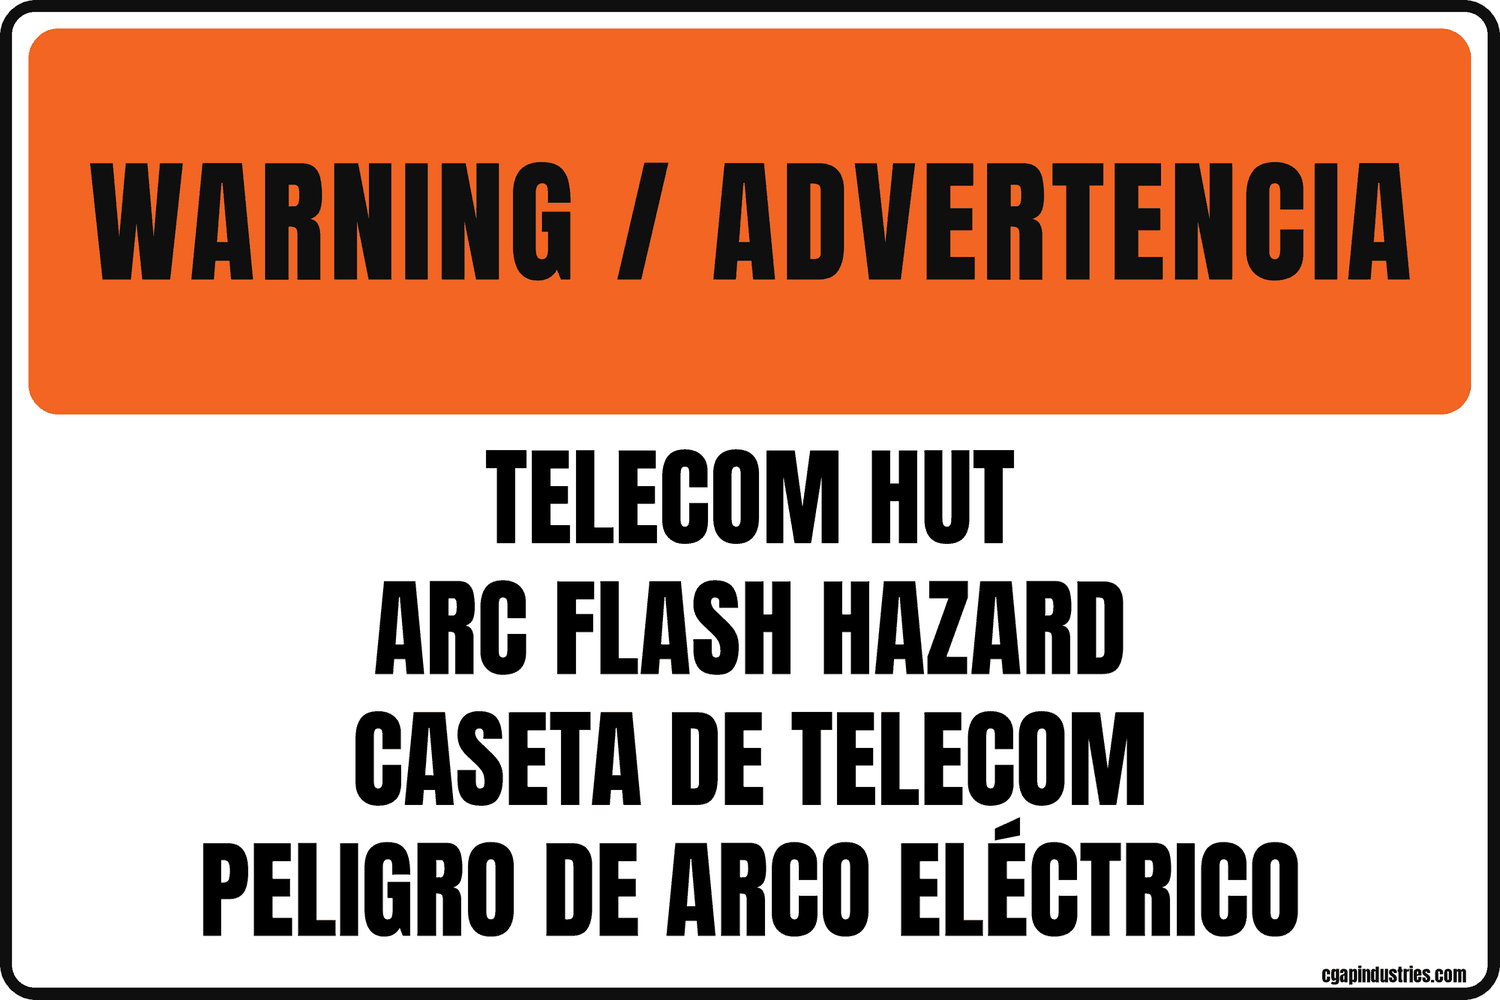 WARNING / ADVERTENCIA
TELECOM HUT
ARC FLASH HAZARD
CASETA DE TELECOM
PELIGRO DE ARCO ELÉCTRICO
cgapindustries.com